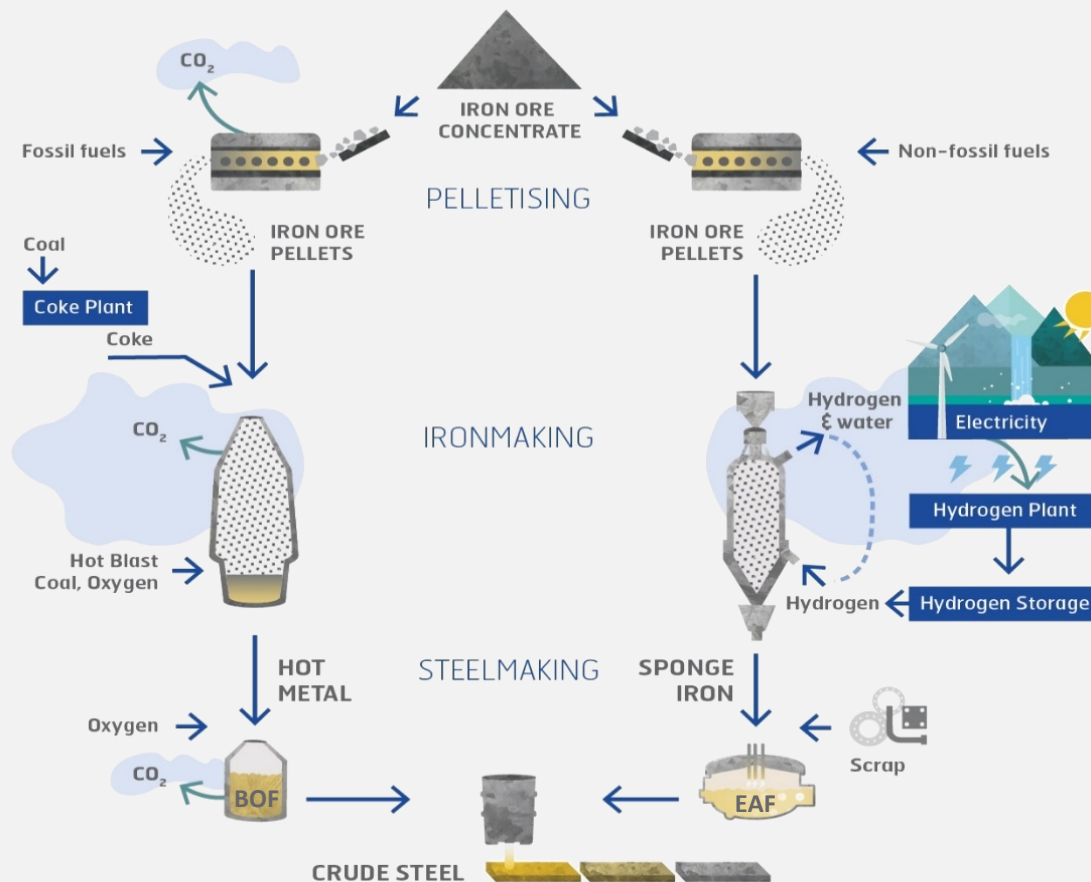 CO₂
IRON ORE
CONCENTRATE
Fossil fuels
Non-fossil fuels
PELLETISING
IRON ORE
PELLETS
IRON ORE
PELLETS
Coal
Coke Plant
Coke
CO₂
IRONMAKING
Hydrogen
& water
Electricity
Hydrogen Plant
Hot Blast
Coal, Oxygen
Hydrogen
Hydrogen Storage
HOT
METAL
STEELMAKING
SPONGE
IRON
Oxygen
CO₂
BOF
EAF
Scrap
CRUDE STEEL